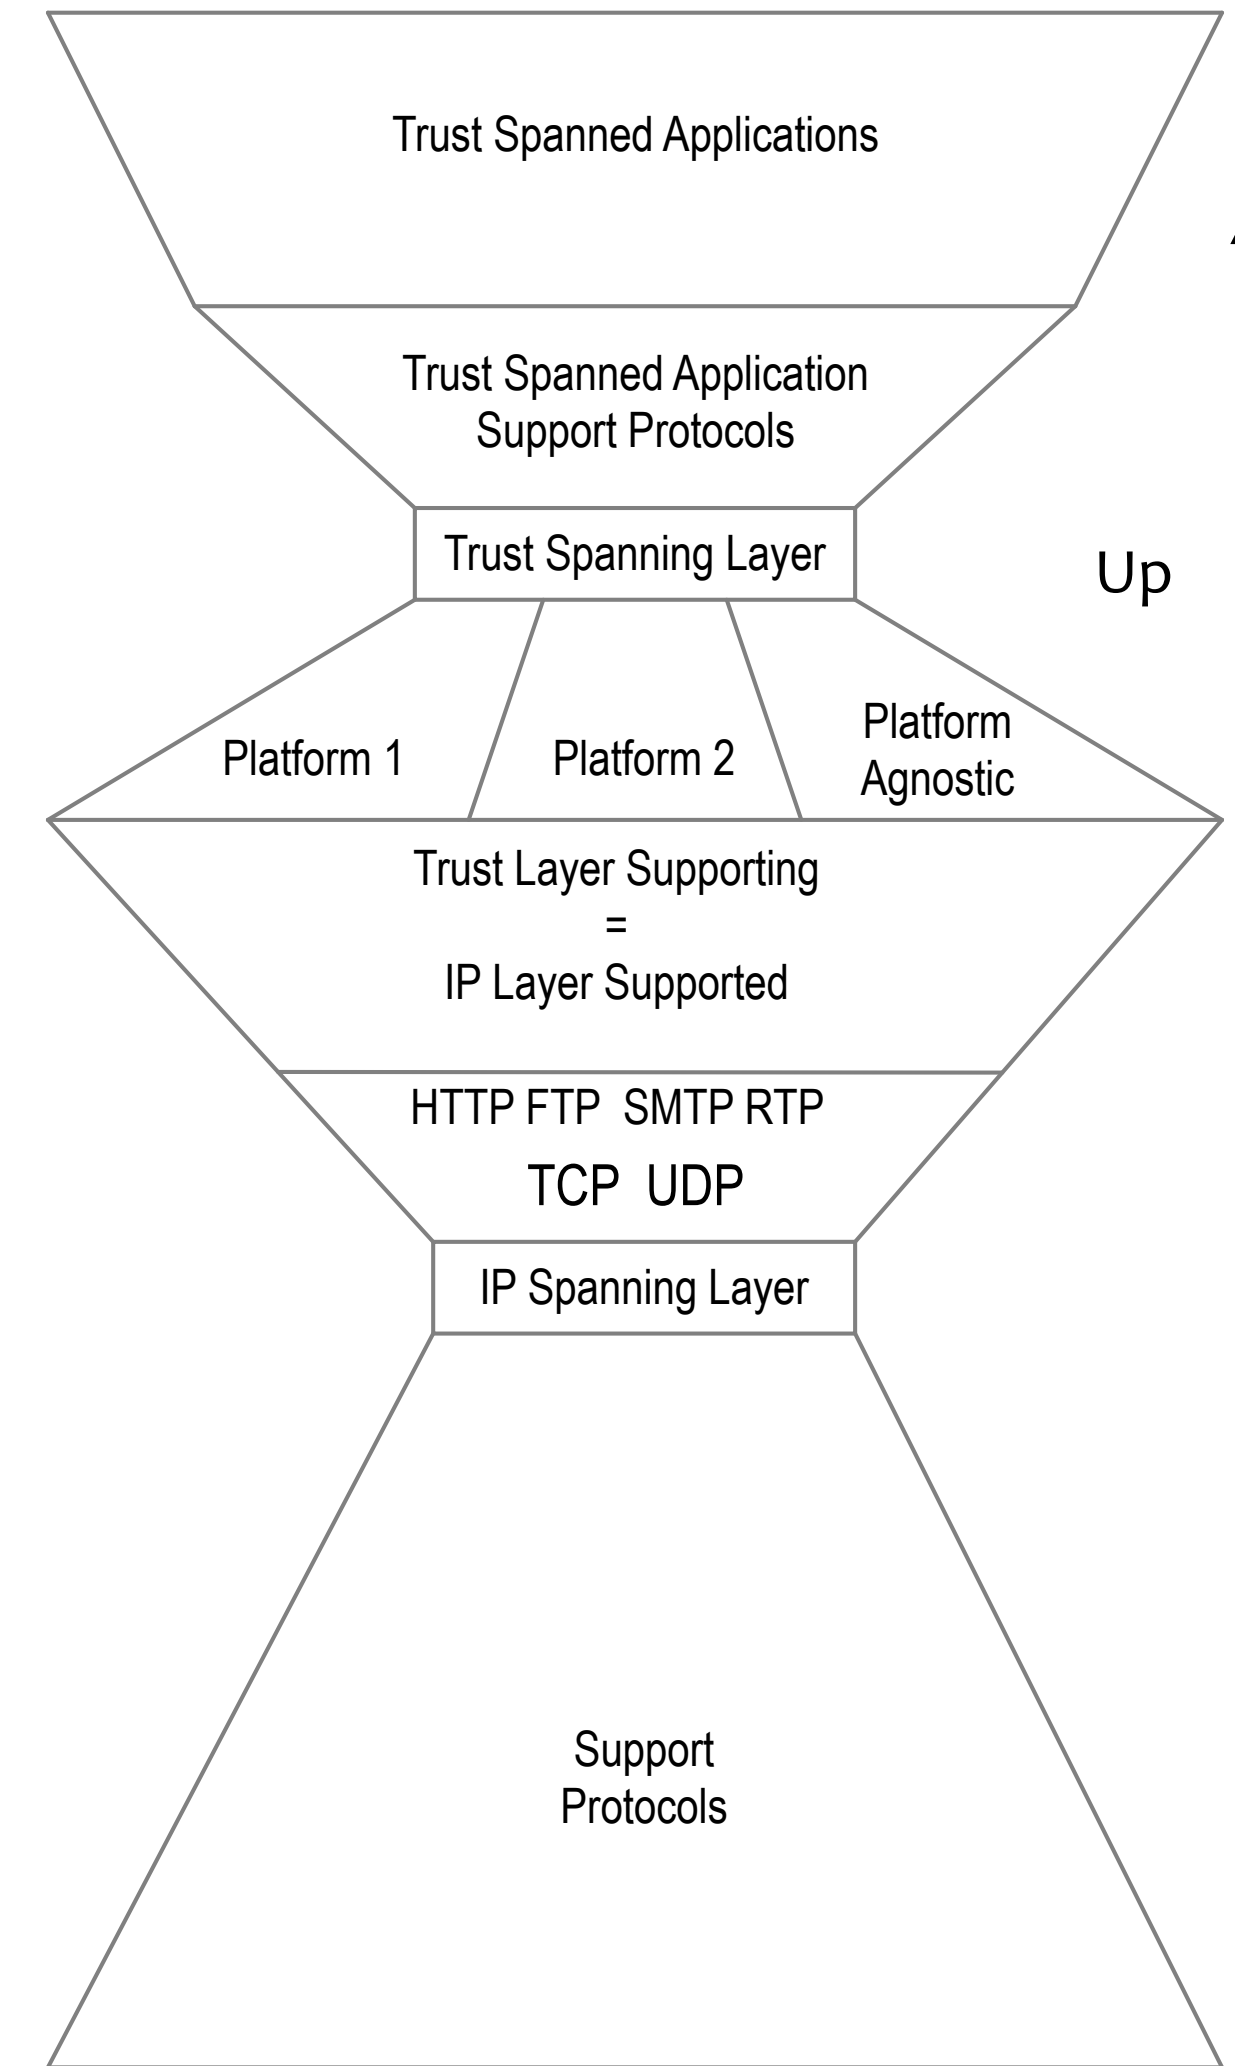 Trust Spanned Applications
Trust Spanned Application
Support Protocols
Trust Spanning Layer
Up
Platform 1
Platform 2
Platform
Agnostic
Trust Layer Supporting
=
IP Layer Supported
HTTP FTP SMTP RTP
TCP UDP
IP Spanning Layer
Support
Protocols